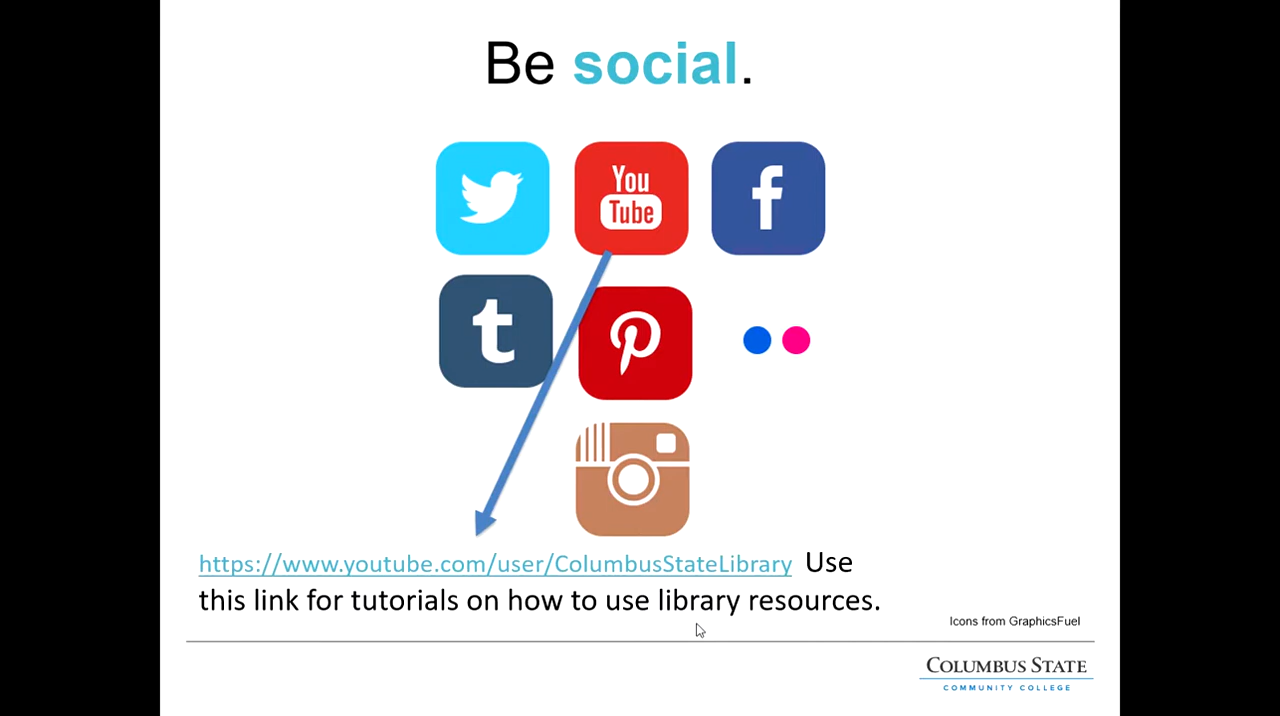 Be social.
You
Tube
f
t
https://www.youtube.com/user/ColumbusStateLibrary Use
this link for tutorials on how to use library resources.
Icons from GraphicsFuel
COLUMBUS STATE
COMMUNITY COLLEGE